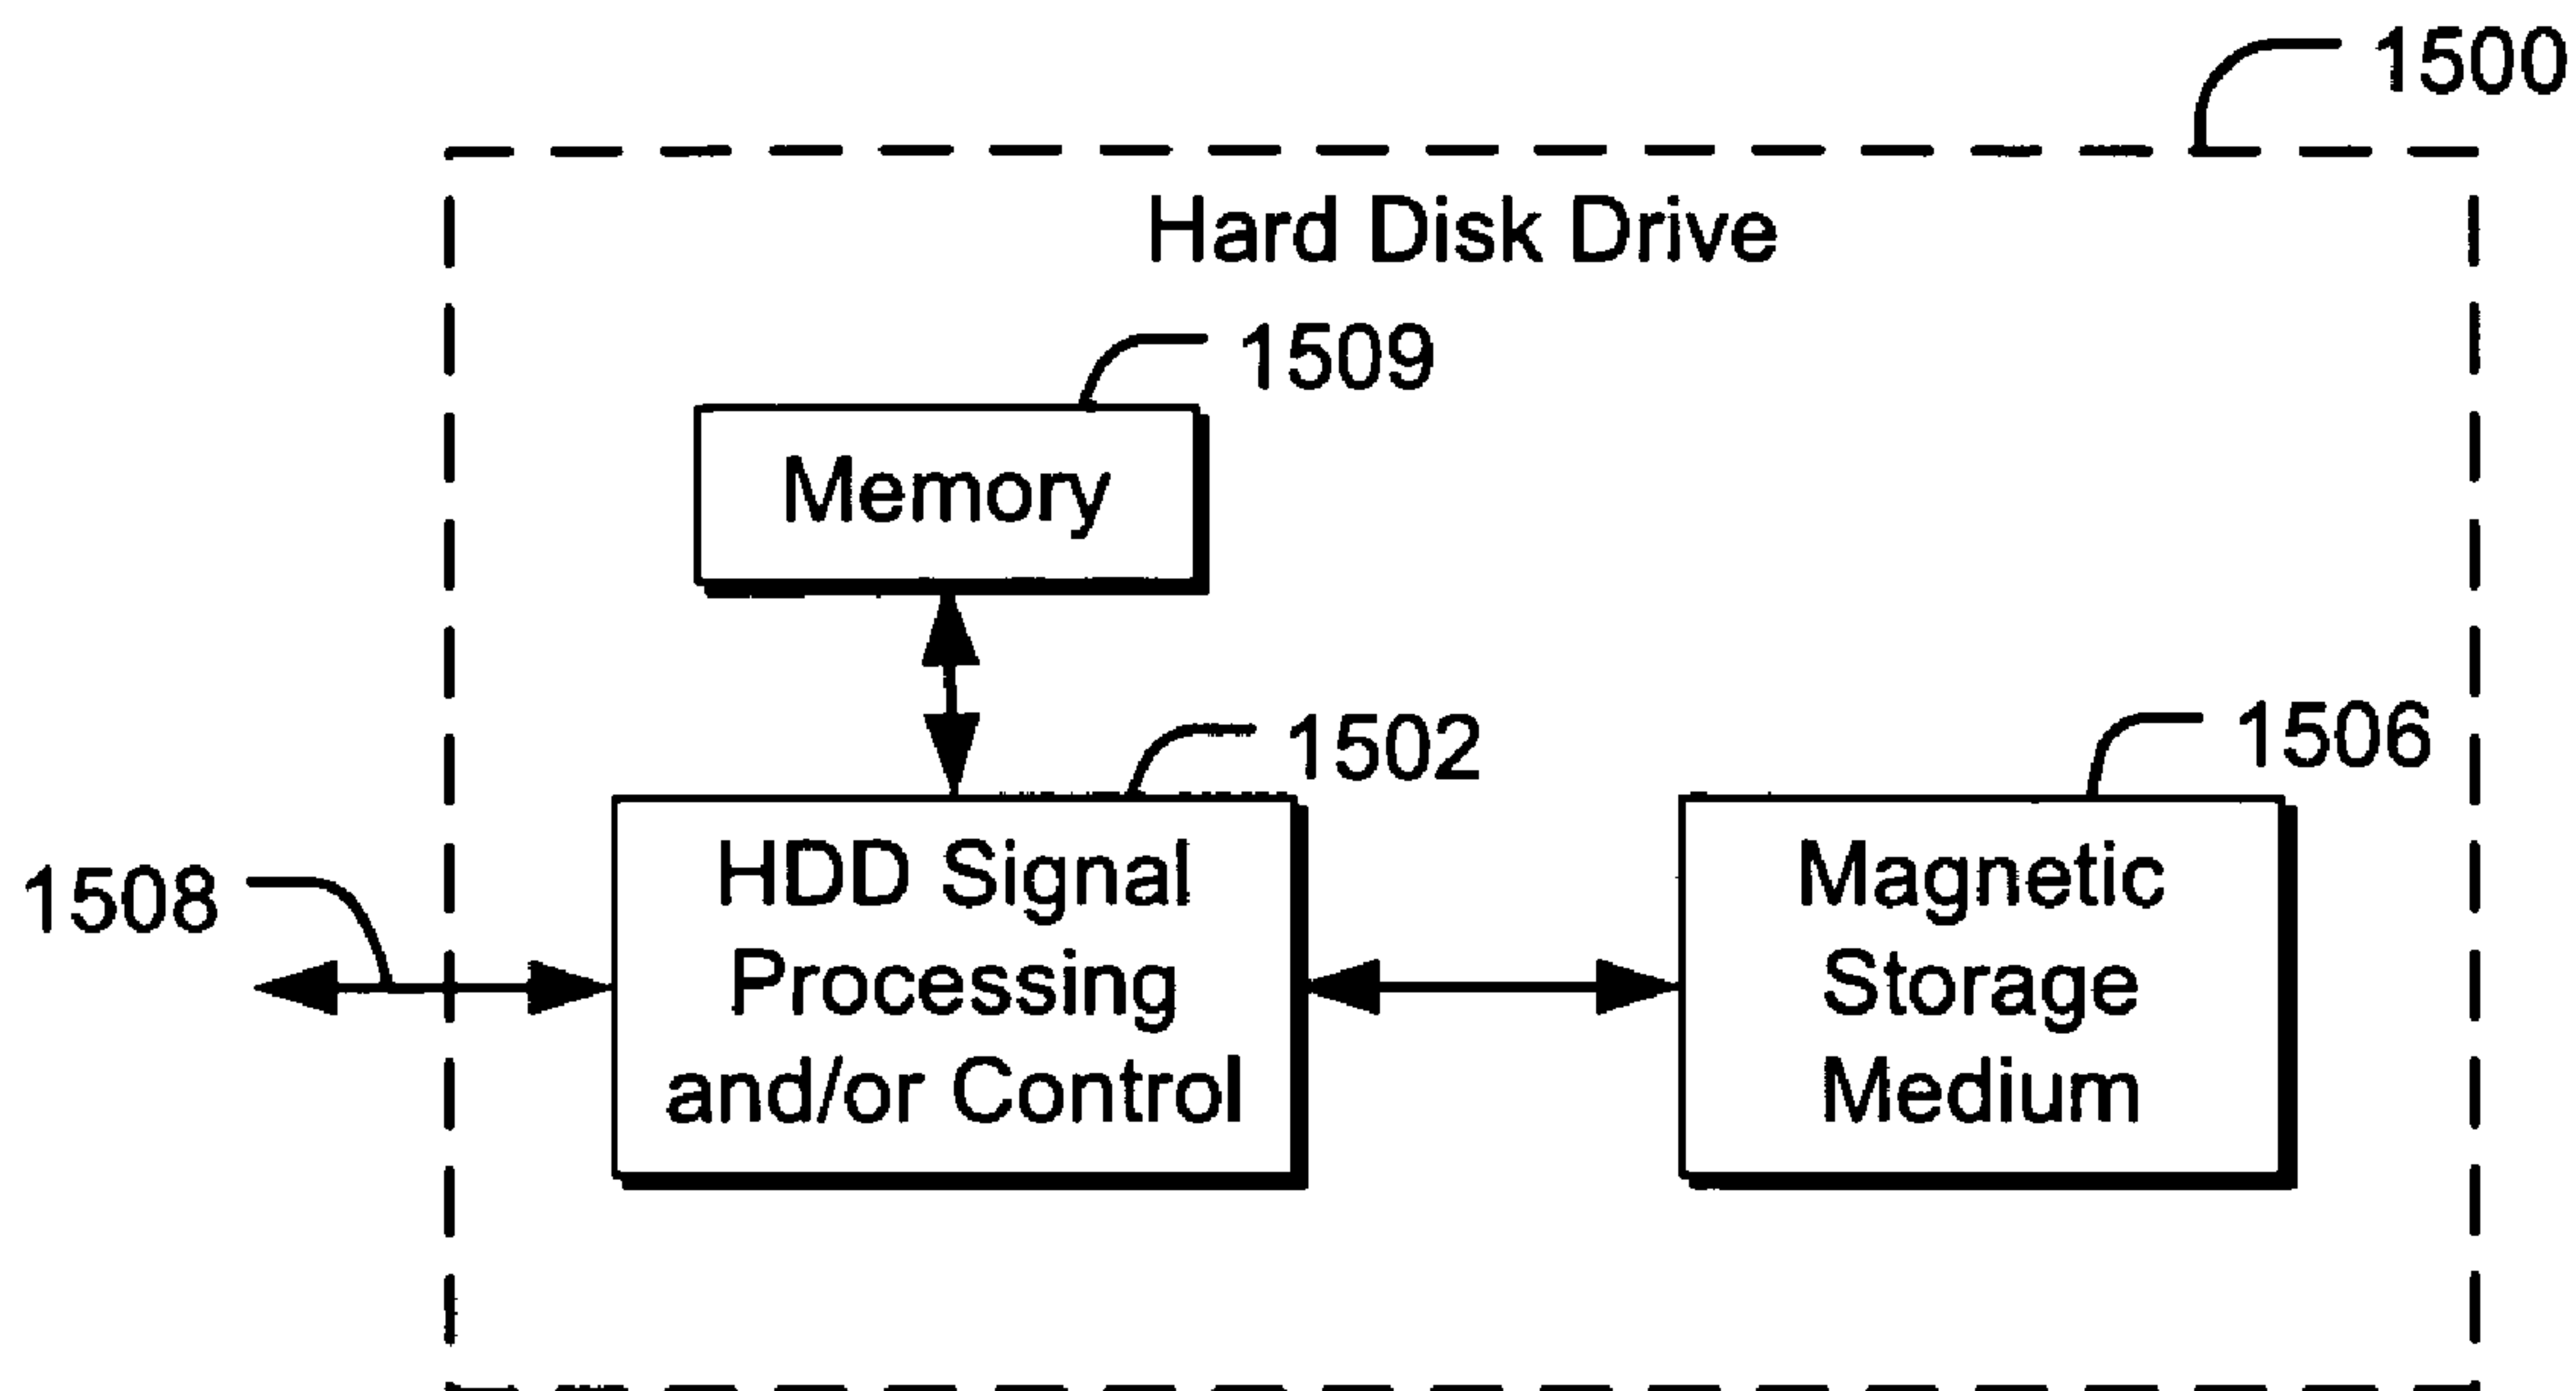 1500
Hard Disk Drive
1509
Memory
1502
1506
HDD Signal
Processing
and/or Control
Magnetic
Storage
Medium
1508